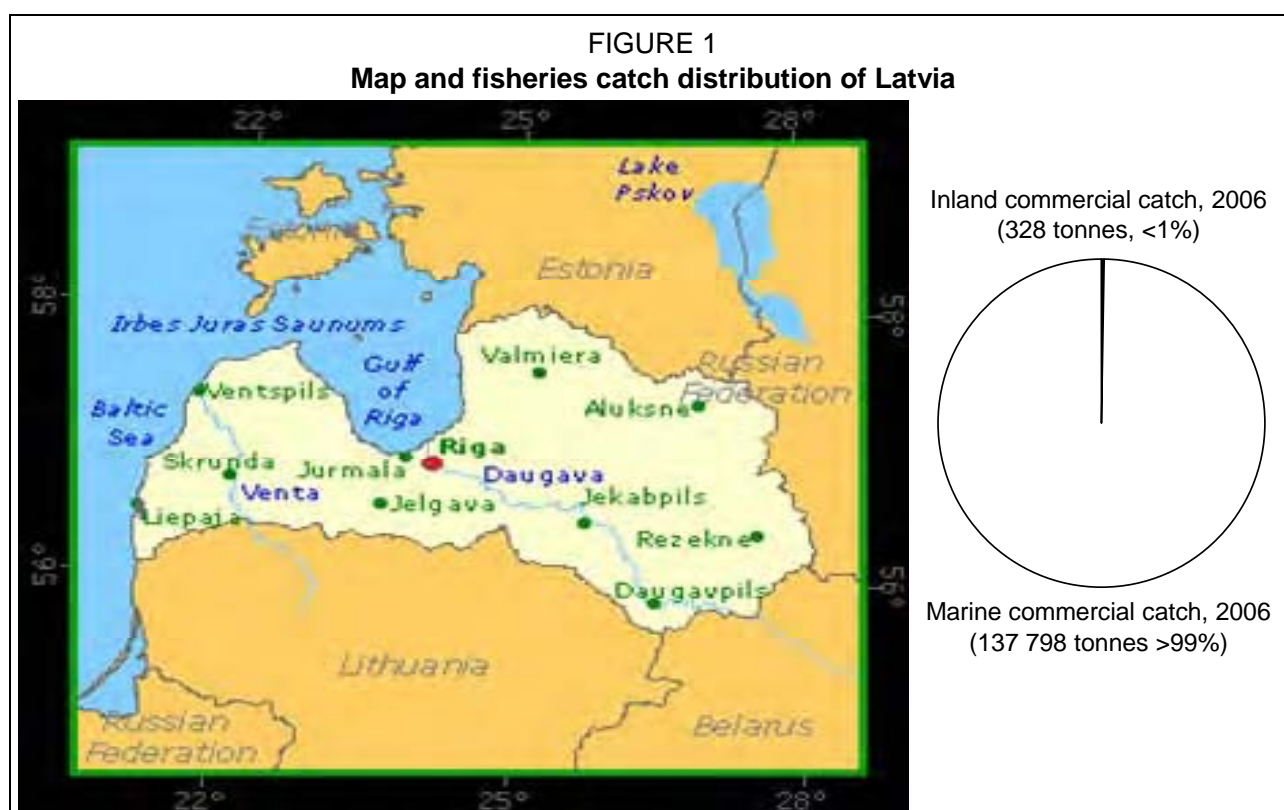 FIGURE 1
Map and fisheries catch distribution of Latvia
22°
25°
28°
Lake
Pskov
Estonia
58°
58°
Irbes Juras Saunums
Gulf
of
Riga
Valmiera
Russian
Federation
Ventspils
Aluksne
Baltic
Sea
Riga
Skrunda
Jurmala
Daugava
Venta
Jekabpils
Jelgava
Liepaja
Rezekne
56°
56°
Daugavpils
Lithuania
Russian
Federation
Belarus
22°
25°
28°
Inland commercial catch, 2006
(328 tonnes, <1%)
Marine commercial catch, 2006
(137 798 tonnes >99%)